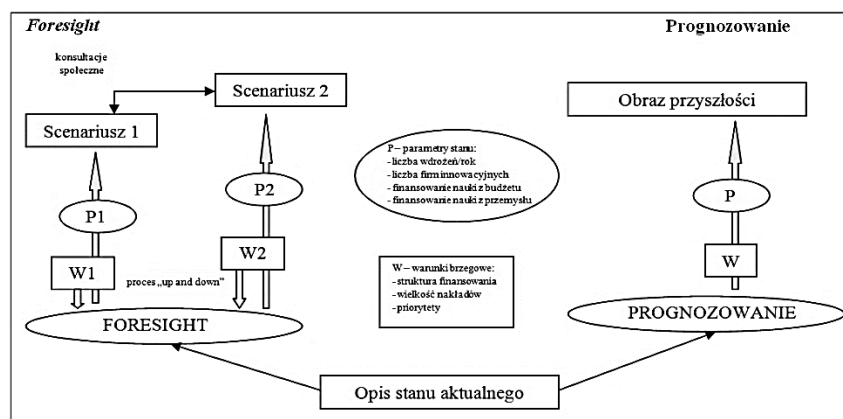 Foresight
Prognozowanie
konsultacje
społeczne
Scenariusz 2
Scenariusz 1
Obraz przyszłości
P – parametry stanu:
- liczba wdrożeń/rok
- liczba firm innowacyjnych
- finansowanie nauki z budżetu
- finansowanie nauki z przemysłu
P1
P2
P
W1
W2
W
proces „up and down”
W – warunki brzegowe:
- struktura finansowania
- wielkość nakładów
- priorytety
FORESIGHT
PROGNOZOWANIE
Opis stanu aktualnego